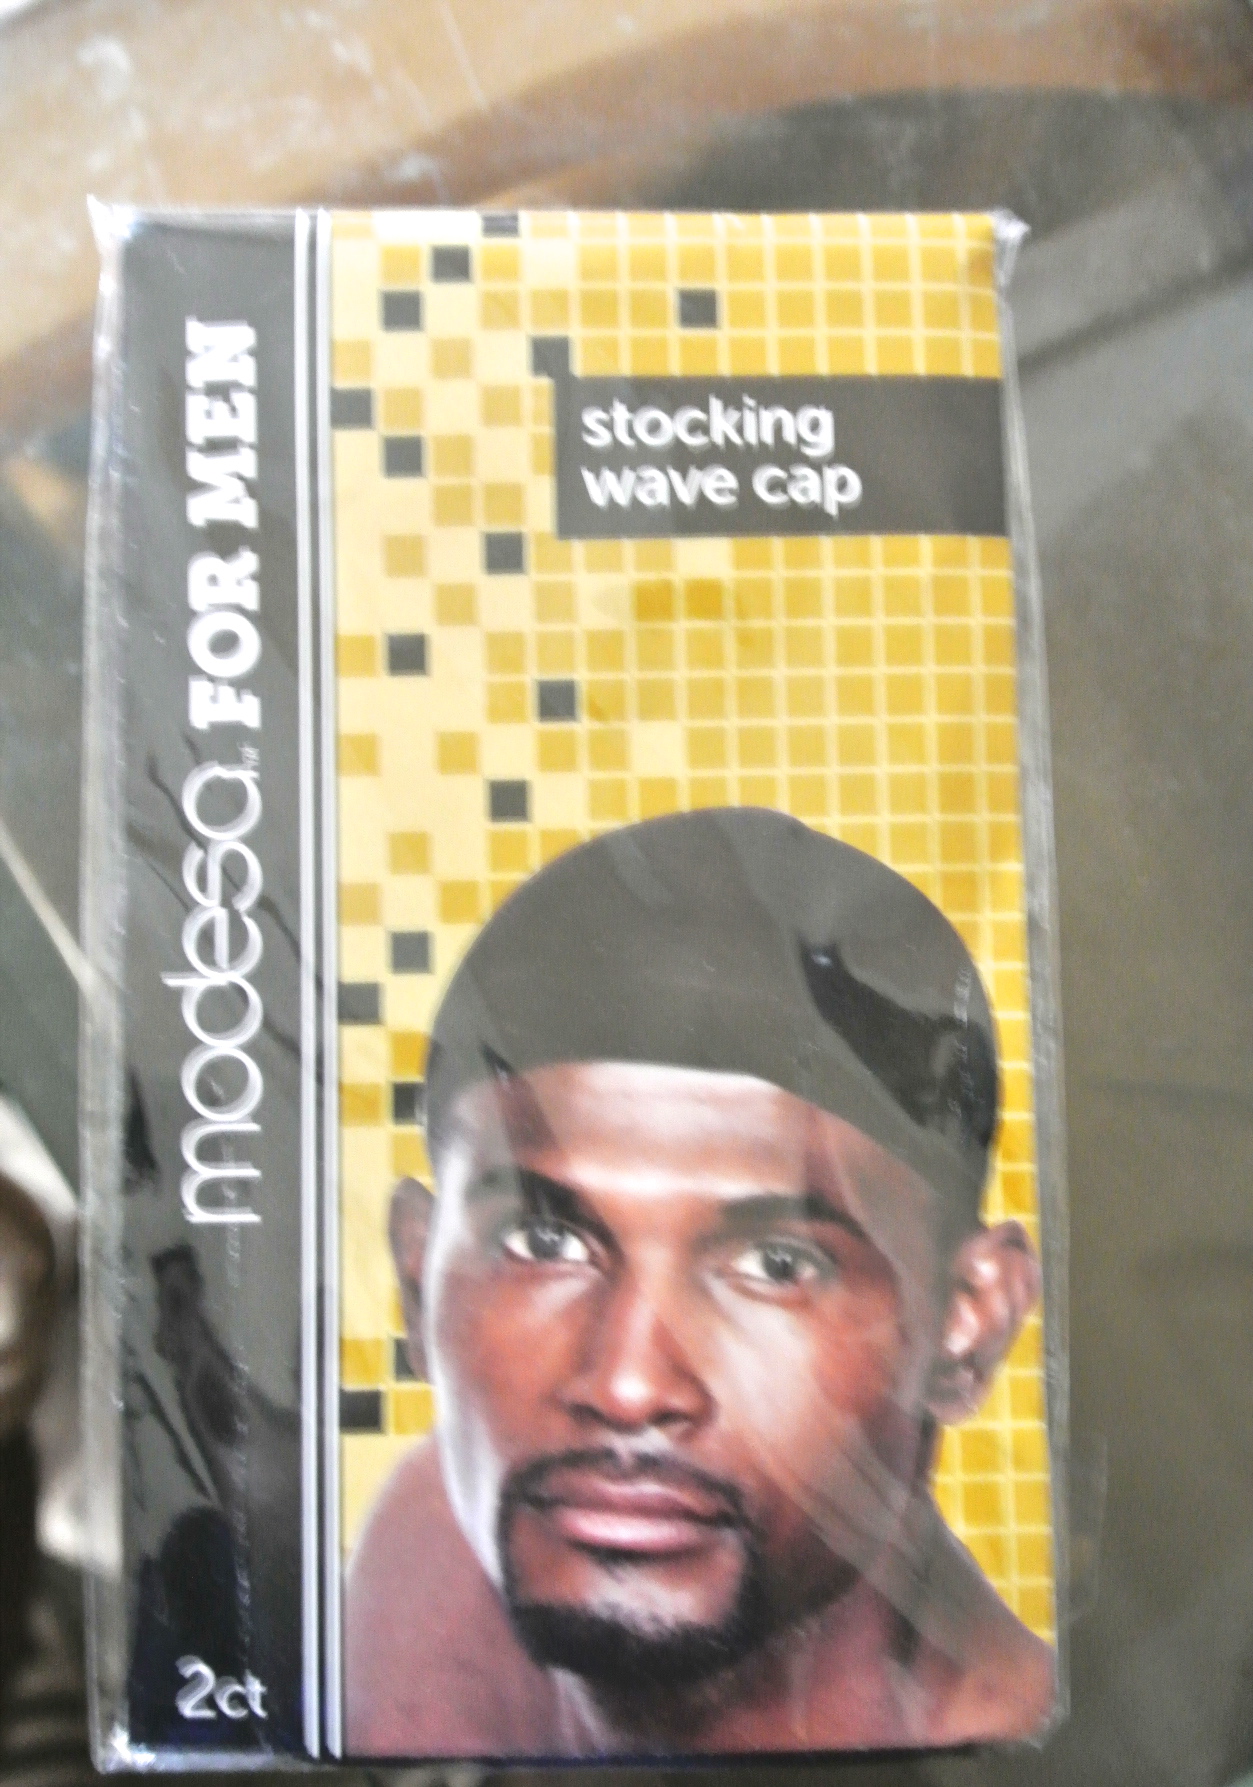 stocking
wave cap
modesa FOR MEN
2ct